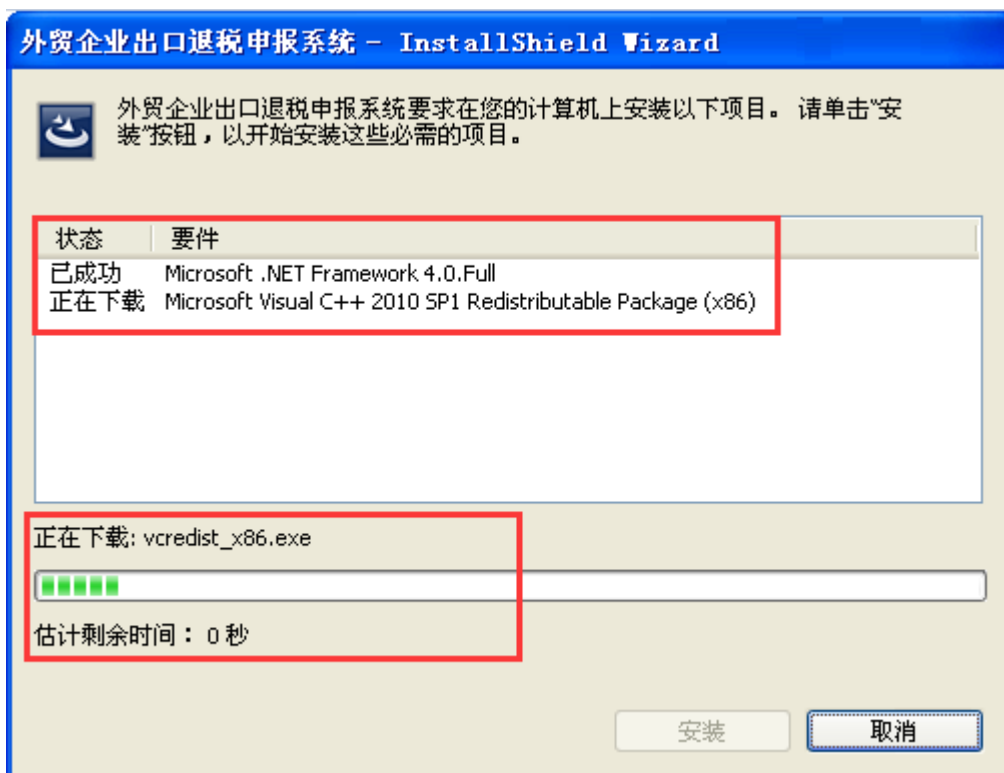 外贸企业出口退税申报系统 - InstallShield Wizard
外贸企业出口退税申报系统要求在您的计算机上安装以下项目。 请单击“安
装”按钮，以开始安装这些必需的项目。
状态 要件
已成功 Microsoft .NET Framework 4.0.Full
正在下载 Microsoft Visual C++ 2010 SP1 Redistributable Package (x86)
正在下载: vcredist_x86.exe
估计剩余时间： 0 秒
安装 取消